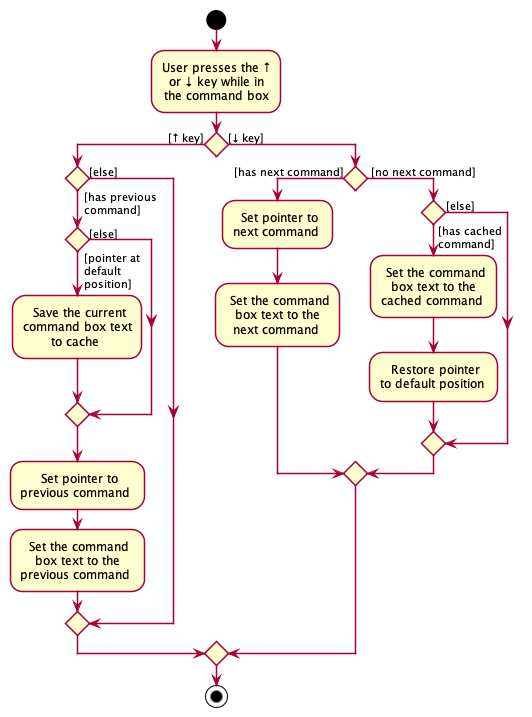 User presses the ↑
or ↓ key while in
the command box
[↑ key]
[↓ key]
[else]
[has previous
command]
[else]
[pointer at
default
position]
Save the current
command box text
to cache
Set pointer to
previous command
Set the command
box text to the
previous command
[has next command]
[no next command]
Set pointer to
next command
Set the command
box text to the
next command
[else]
[has cached
command]
Set the command
box text to the
cached command
Restore pointer
to default position